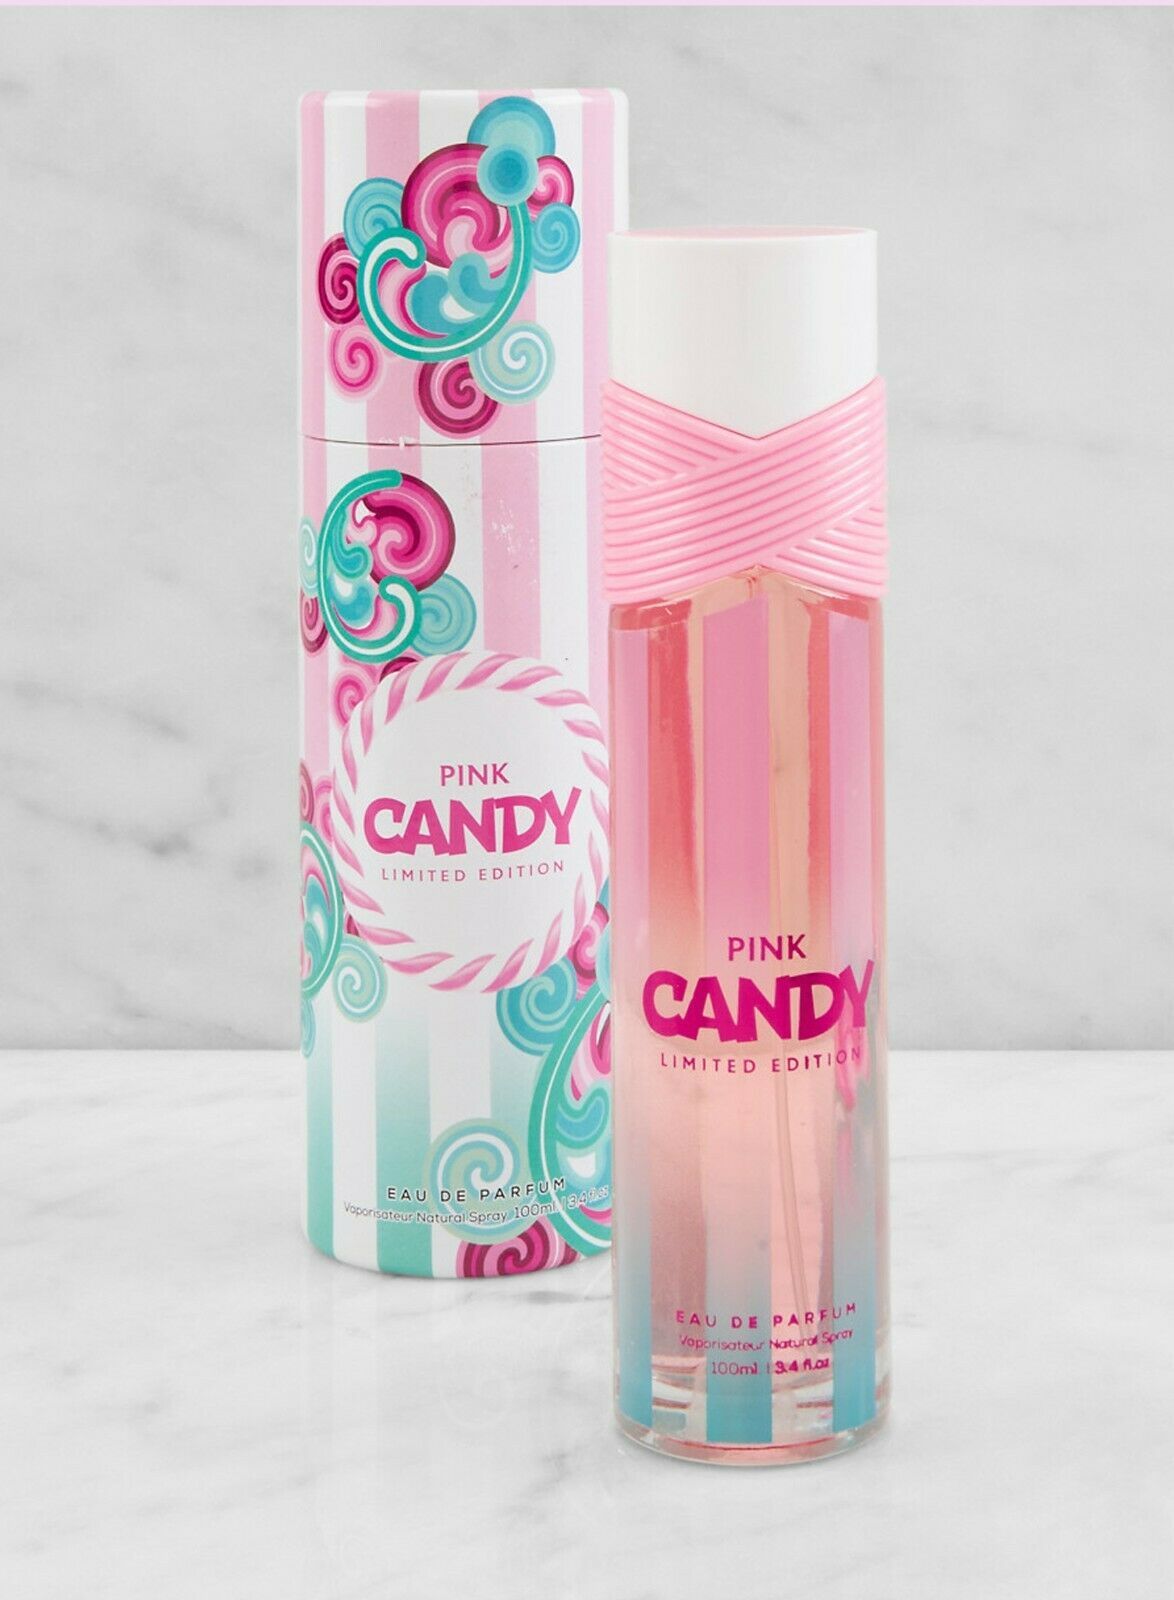 PINK
CANDY
LIMITED EDITION
EAU DE PARFUM
Vaporisateur Natural Spray 100ml. | 3.4 fl.oz
PINK
CANDY
LIMITED EDITION
EAU DE PARFUM
Vaporisateur Natural Spray
100ml. | 3.4 fl.oz